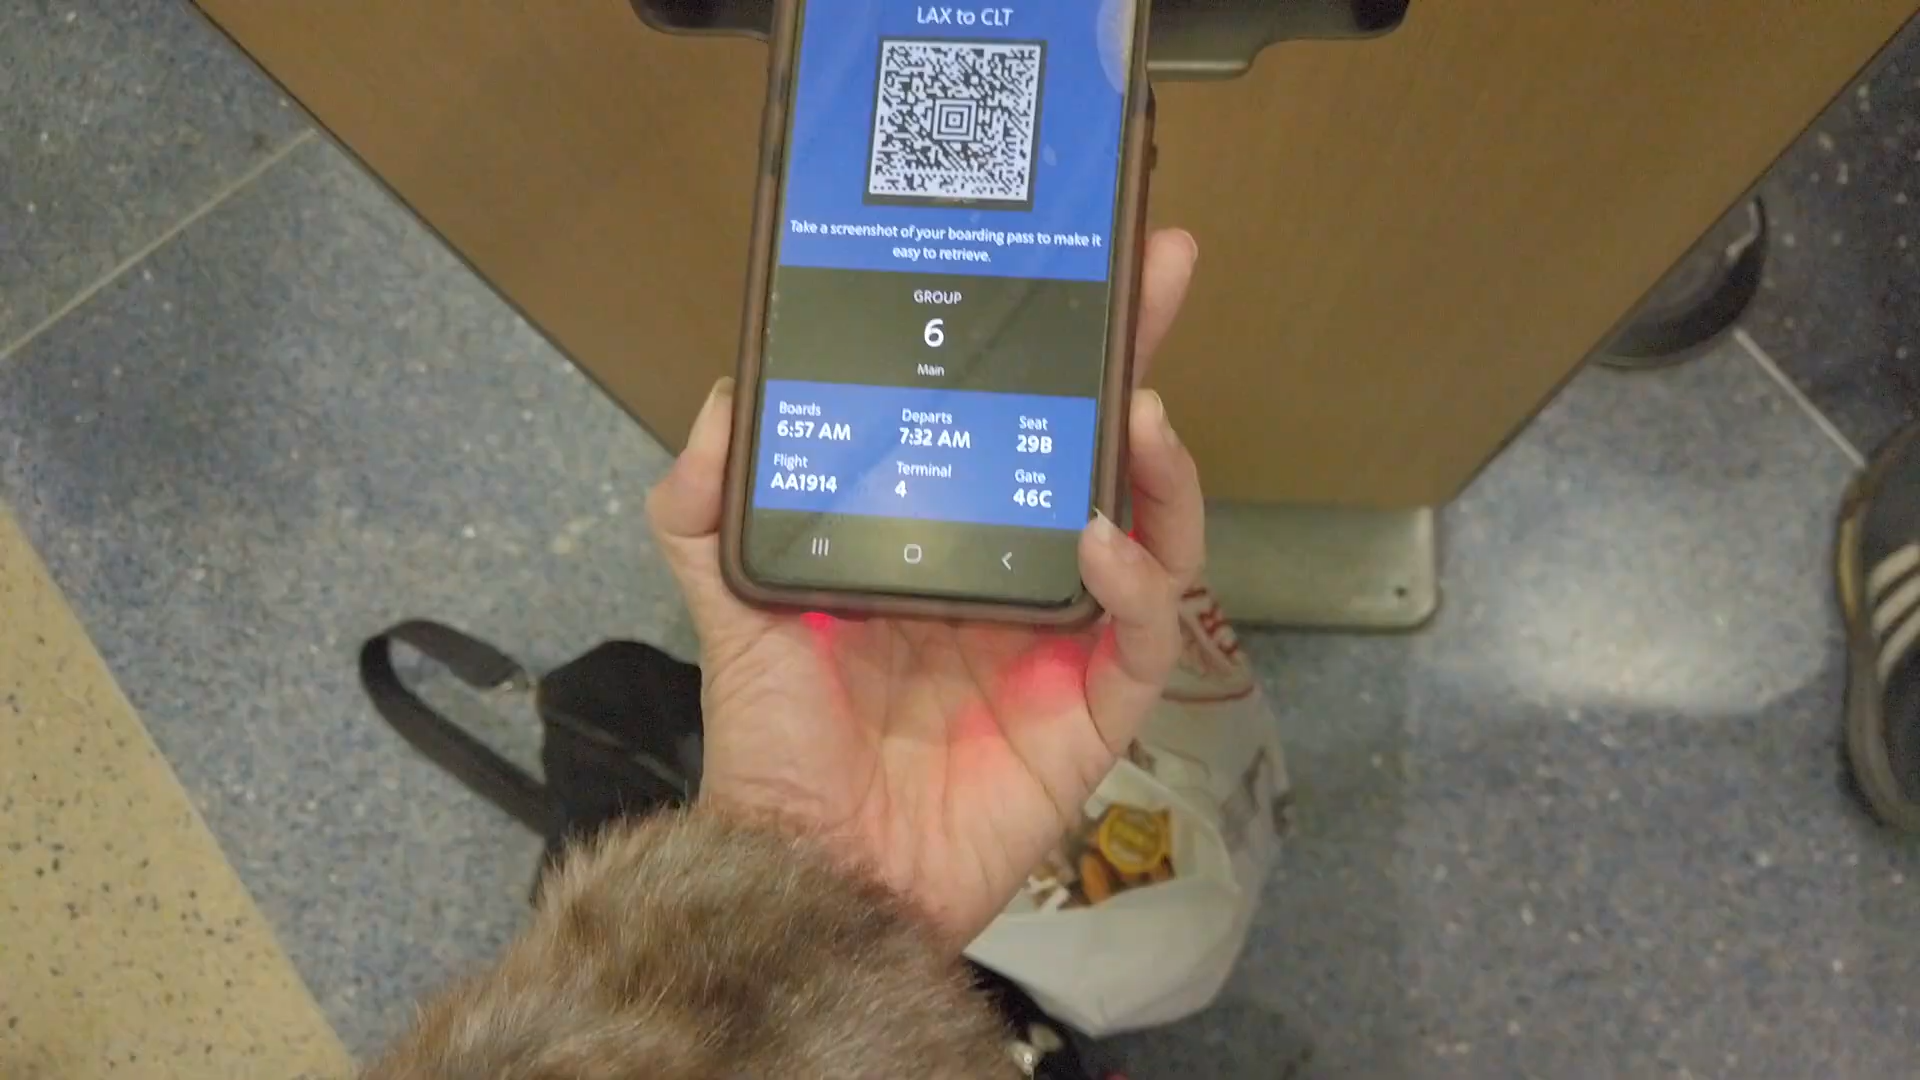 LAX to CLT
Take a screenshot of your boarding pass to make it
easy to retrieve.
GROUP
6
Main
Boards Departs Seat
6:57 AM 7:32 AM 29B
Flight Terminal Gate
AA1914 4 46C